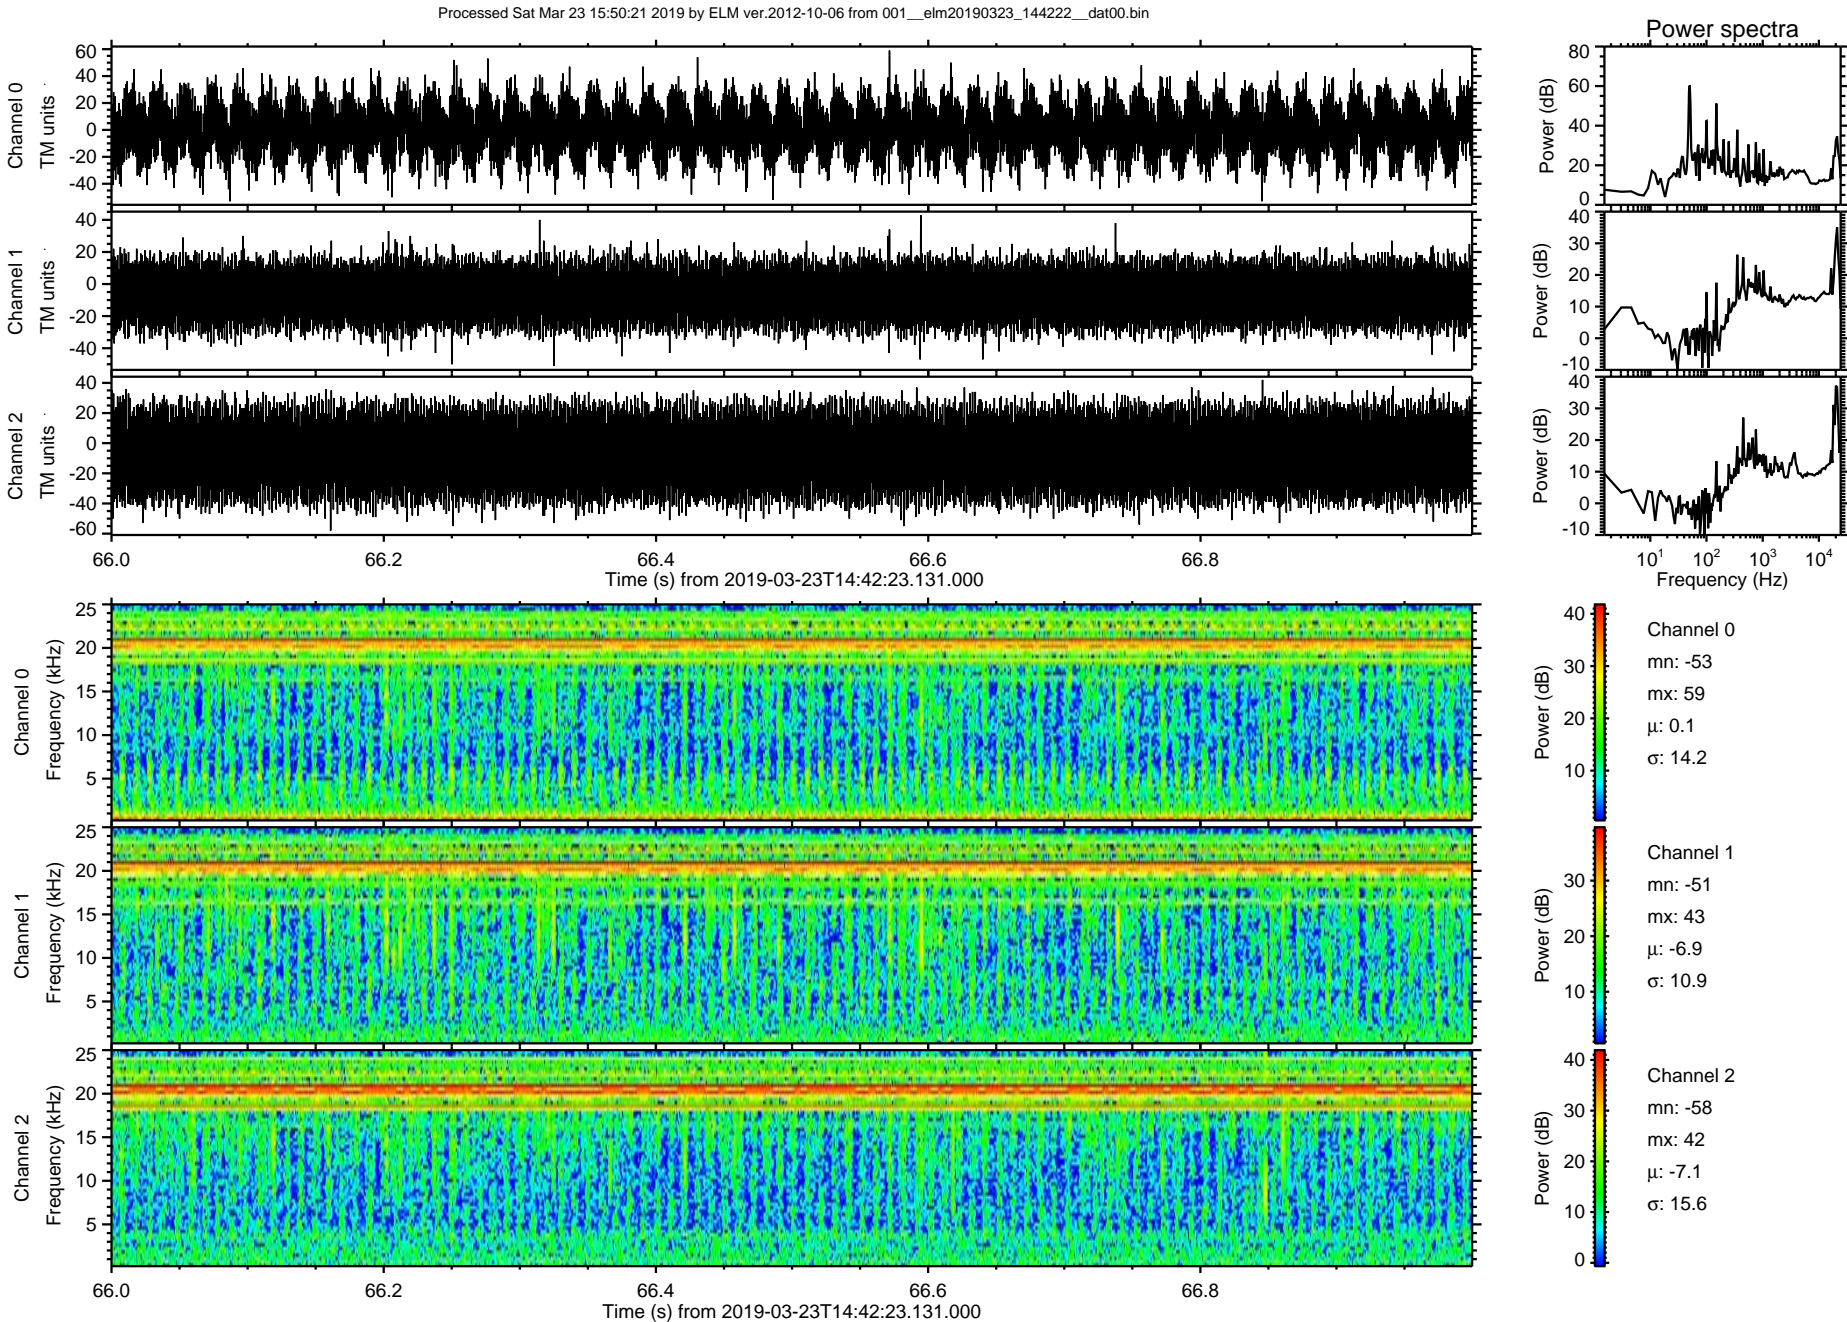 Processed Sat Mar 23 15:50:21 2019 by ELM ver.2012-10-06 from 001__elm20190323_144222__dat00.bin
Power spectra
Channel 0
TM units
60
40
20
0
-20
-40
Power (dB)
80
60
40
20
0
Channel 1
TM units
40
20
0
-20
-40
Power (dB)
40
30
20
10
0
-10
Channel 2
TM units
40
20
0
-20
-40
-60
Power (dB)
40
30
20
10
0
-10
66.0 66.2 66.4 66.6 66.8
Time (s) from 2019-03-23T14:42:23.131.000
10^1 10^2 10^3 10^4
Frequency (Hz)
Channel 0
Frequency (kHz)
25
20
15
10
5
Power (dB)
40
30
20
10
Channel 0
mn: -53
mx: 59
μ: 0.1
σ: 14.2
Channel 1
Frequency (kHz)
25
20
15
10
5
Power (dB)
30
20
10
Channel 1
mn: -51
mx: 43
μ: -6.9
σ: 10.9
Channel 2
Frequency (kHz)
25
20
15
10
5
Power (dB)
40
30
20
10
0
Channel 2
mn: -58
mx: 42
μ: -7.1
σ: 15.6
66.0 66.2 66.4 66.6 66.8
Time (s) from 2019-03-23T14:42:23.131.000